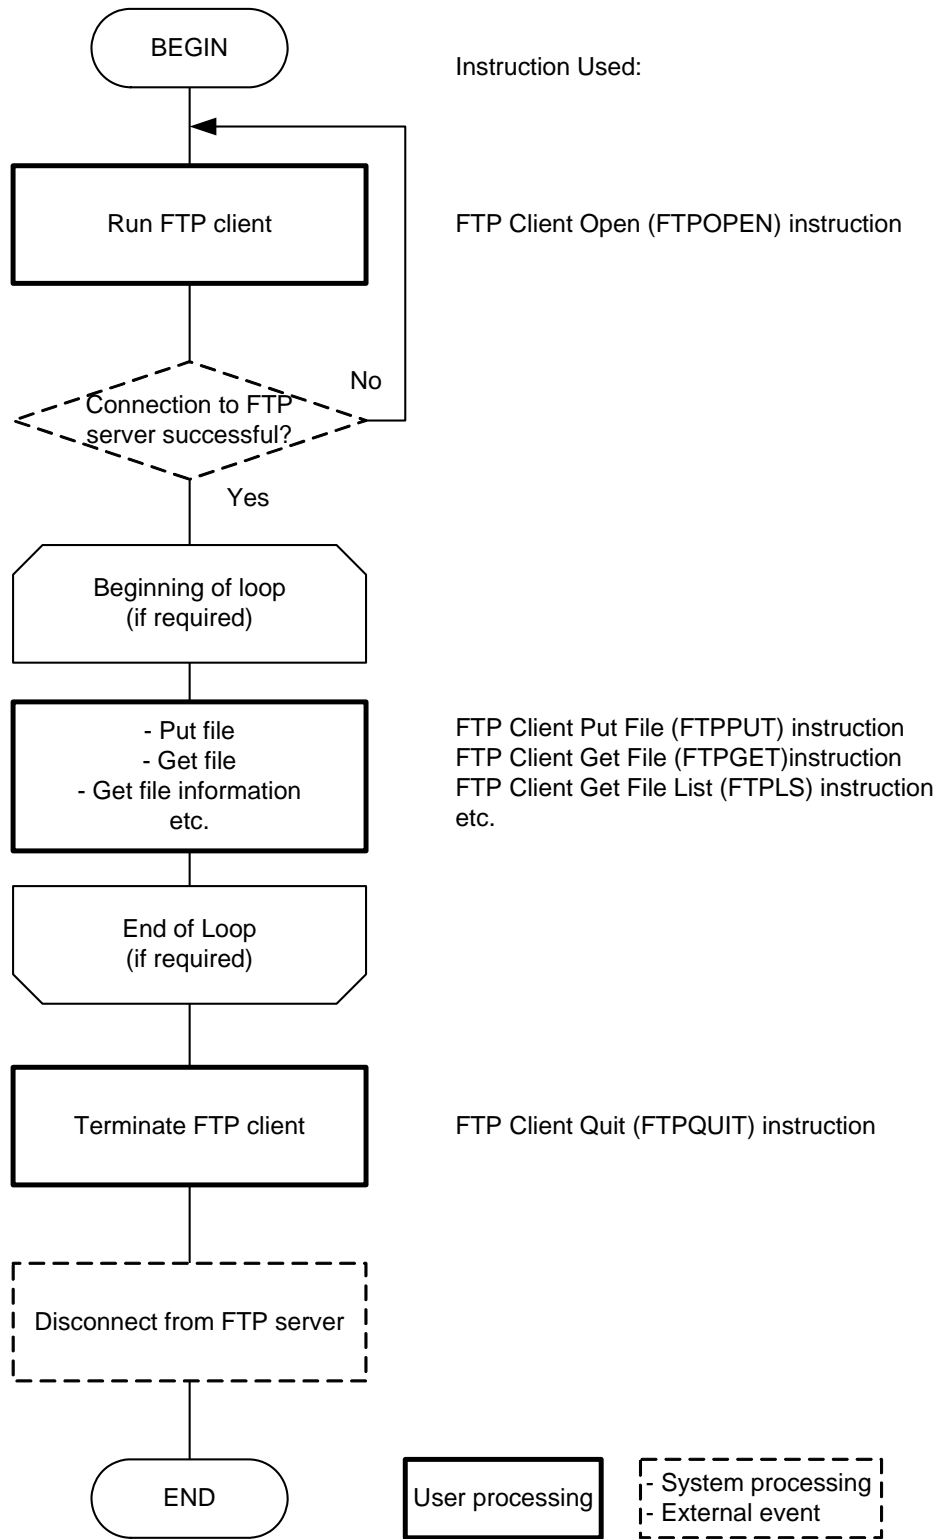 BEGIN
Instruction Used:
Run FTP client
FTP Client Open (FTPOPEN) instruction
No
Connection to FTP
server successful?
Yes
Beginning of loop
(if required)
- Put file
- Get file
- Get file information
etc.
FTP Client Put File (FTPPUT) instruction
FTP Client Get File (FTPGET)instruction
FTP Client Get File List (FTPLS) instruction
etc.
End of Loop
(if required)
Terminate FTP client
FTP Client Quit (FTPQUIT) instruction
Disconnect from FTP server
END
User processing
- System processing
- External event